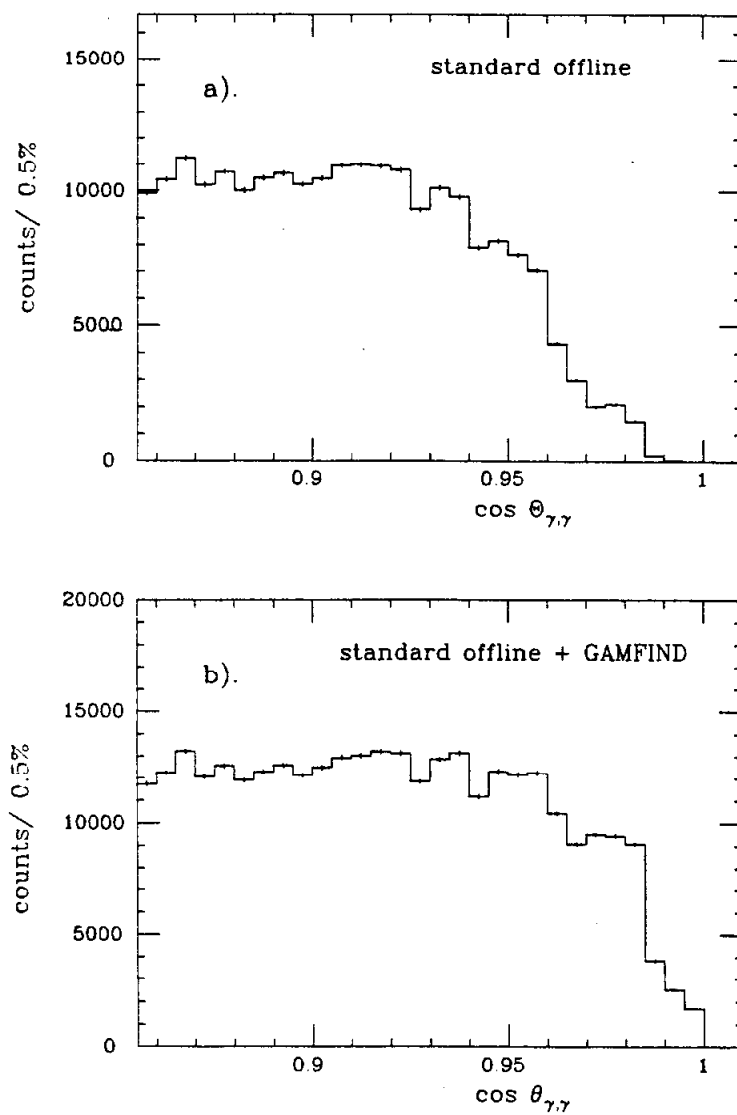 15000
standard offline
a).
10000
counts/ 0.5%
5000
0
0.9
0.95
1
cos Θγ,γ
20000
standard offline + GAMFIND
b).
15000
counts/ 0.5%
10000
5000
0
0.9
0.95
1
cos θγ,γ